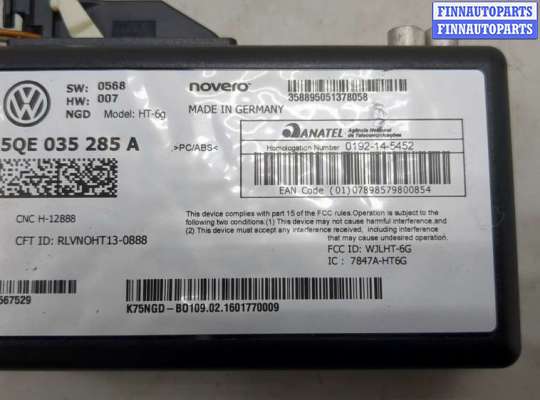 FINNAUTOPARTS
FINNAUTOPARTS
SW: 0568
HW: 007
NGD Model: HT-6g
novero
MADE IN GERMANY
358895051378058
5QE 035 285 A
>PC/ABS<
ANATEL Agência Nacional de Telecomunicações
Homologation Number 0192-14-5452
EAN Code (01)07898579800854
CNC H-12888
CFT ID: RLVNOHT13-0888
This device complies with part 15 of the FCC rules.Operation is subject to the
following two conditions.(1) This device may not cause harmful interference,and
(2) This device must accept any interference received, including interference
that may cause undesired operation.
FCC ID: WJLHT-6G
IC : 7847A-HT6G
567529
K75NGD-BD109.02.1601770009